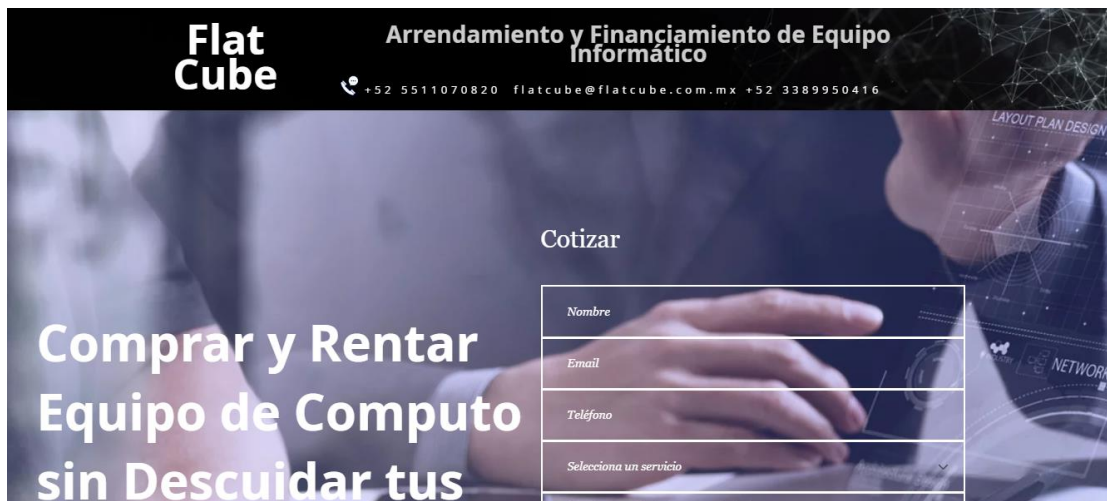 Flat
Cube
Arrendamiento y Financiamiento de Equipo
Informático
+52 5511070820 flatcube@flatcube.com.mx +52 3389950416
LAYOUT PLAN DESIGN
Cotizar
Nombre
Comprar y Rentar
Email
NETWORK
Equipo de Computo
Teléfono
Selecciona un servicio
sin Descuidar tus